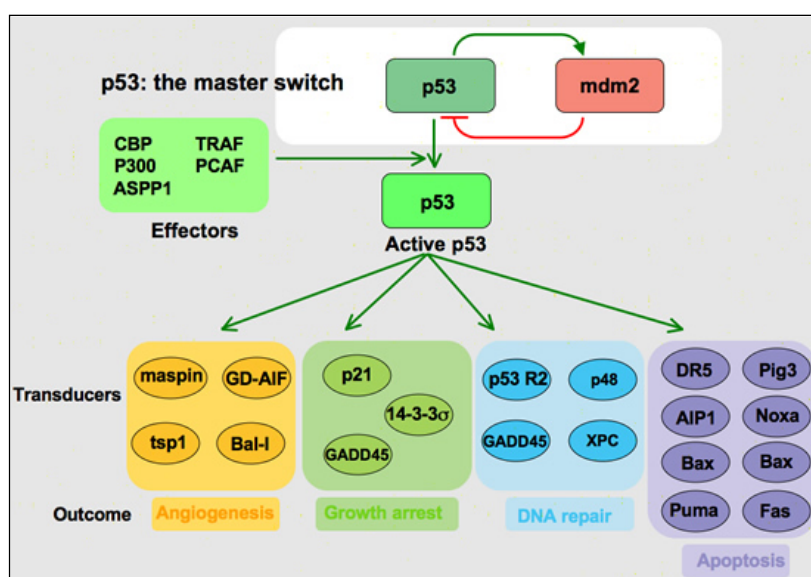 p53: the master switch
p53
mdm2
CBP TRAF
P300 PCAF
ASPP1
Effectors
p53
Active p53
Transducers
maspin GD-AIF
tsp1 Bal-I
p21
14-3-3σ
GADD45
p53 R2 p48
GADD45 XPC
DR5 Pig3
AIP1 Noxa
Bax Bax
Puma Fas
Outcome
Angiogenesis
Growth arrest
DNA repair
Apoptosis